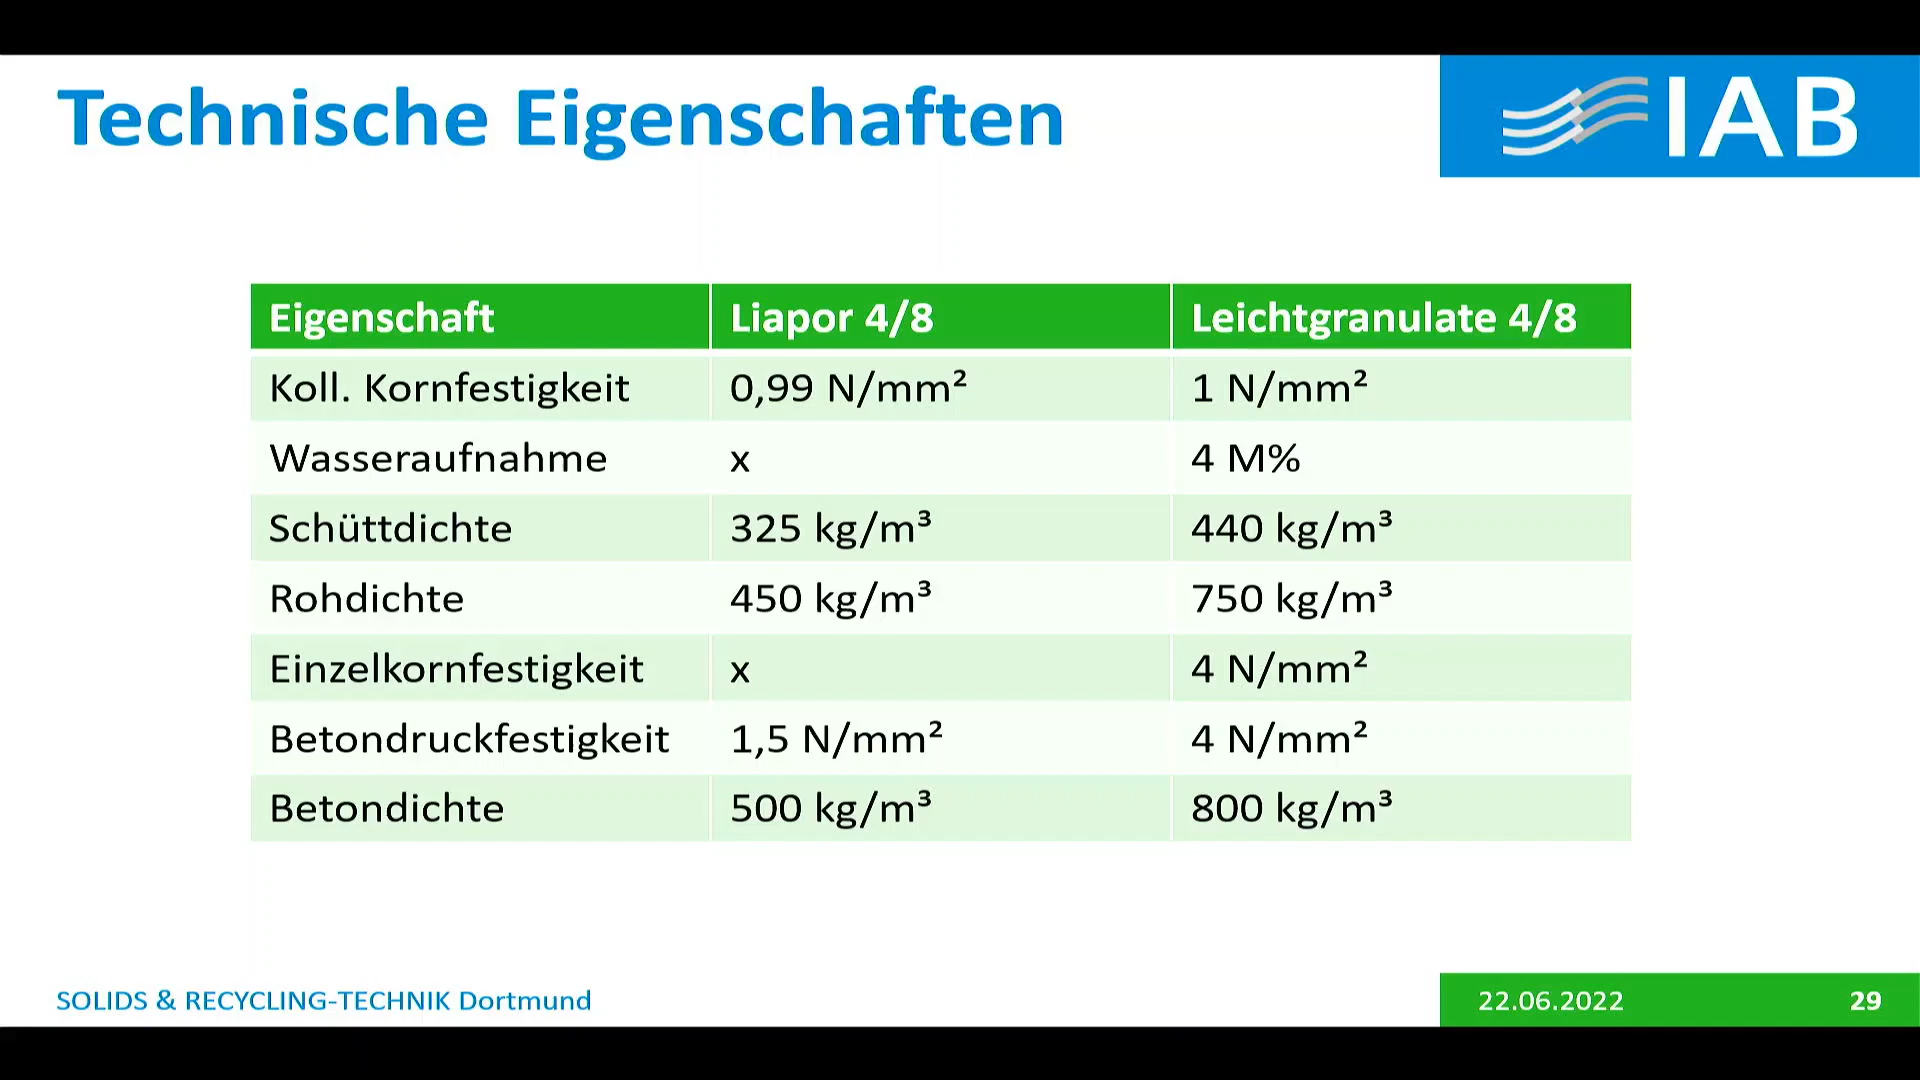 Technische Eigenschaften
IAB
Eigenschaft Liapor 4/8 Leichtgranulate 4/8
Koll. Kornfestigkeit 0,99 N/mm² 1 N/mm²
Wasseraufnahme x 4 M%
Schüttdichte 325 kg/m³ 440 kg/m³
Rohdichte 450 kg/m³ 750 kg/m³
Einzelkornfestigkeit x 4 N/mm²
Betondruckfestigkeit 1,5 N/mm² 4 N/mm²
Betondichte 500 kg/m³ 800 kg/m³
SOLIDS & RECYCLING-TECHNIK Dortmund 22.06.2022 29